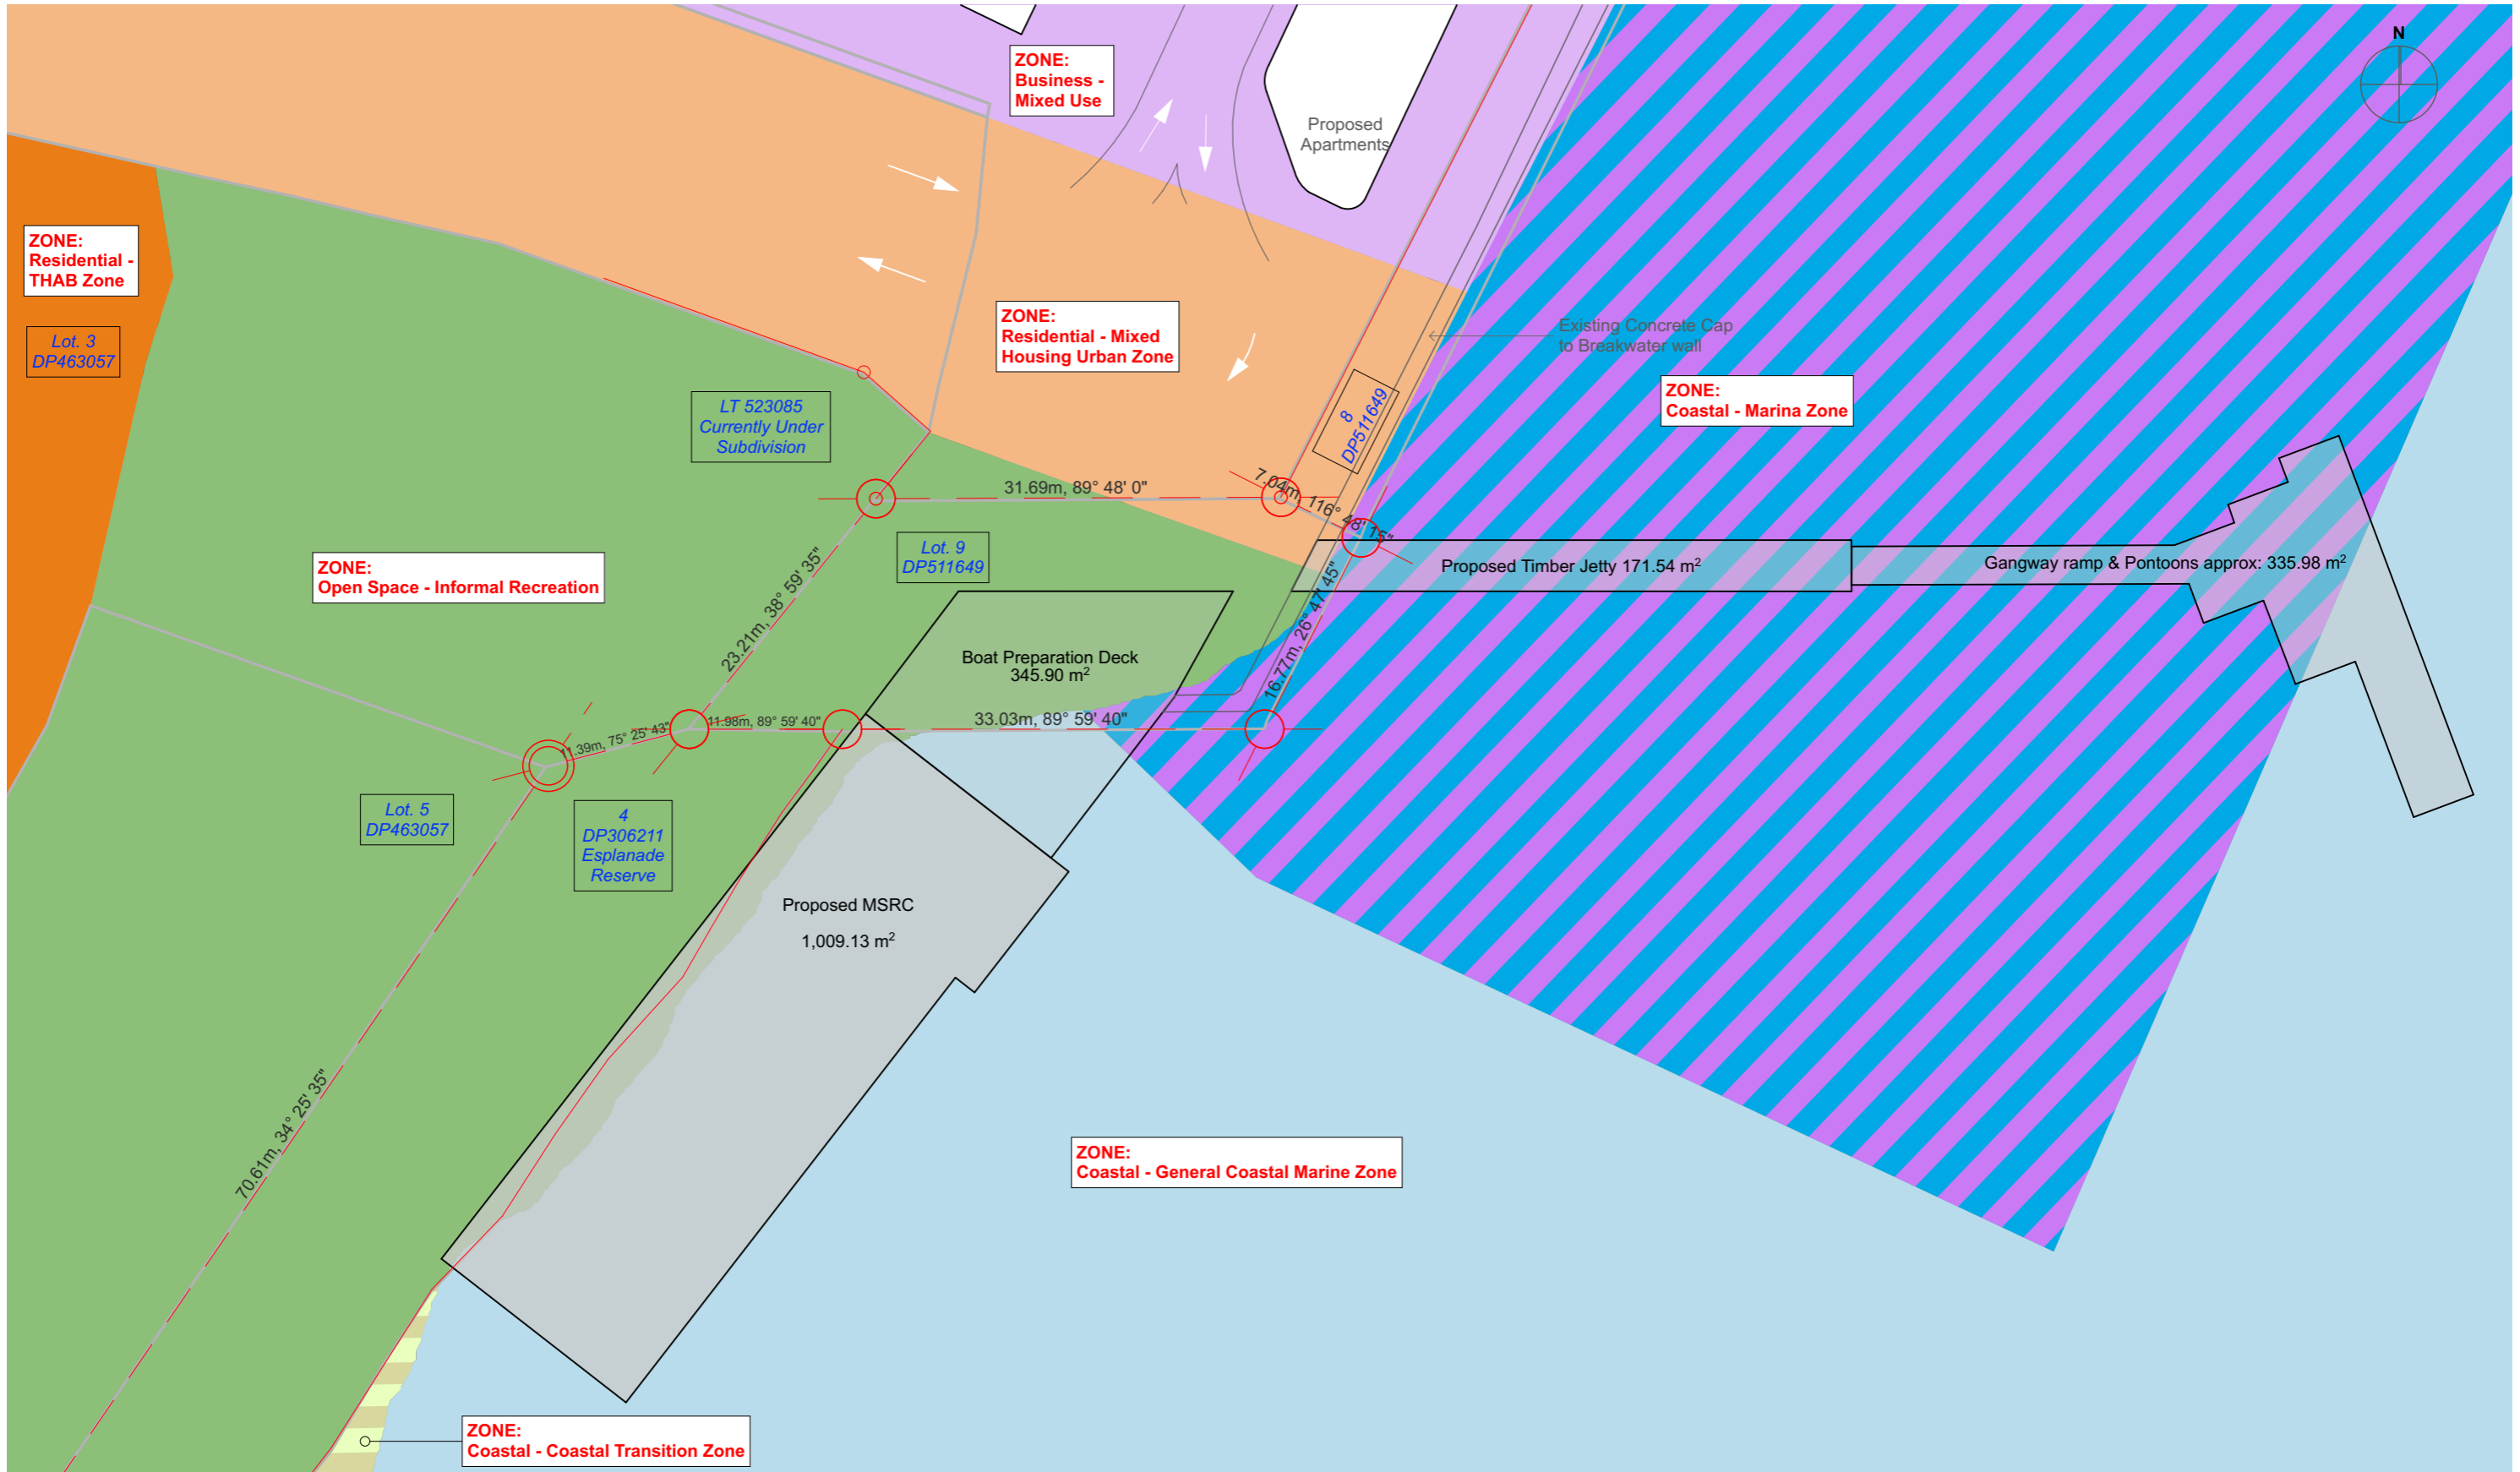 N
ZONE:
Business -
Mixed Use
Proposed
Apartments
ZONE:
Residential -
THAB Zone
Lot. 3
DP463057
ZONE:
Residential - Mixed
Housing Urban Zone
Existing Concrete Cap
to Breakwater wall
ZONE:
Coastal - Marina Zone
8
DP511649
LT 523085
Currently Under
Subdivision
31.69m, 89° 48' 0"
7.04m, 116° 48' 15"
Lot. 9
DP511649
ZONE:
Open Space - Informal Recreation
23.21m, 38° 59' 35"
16.77m, 26° 47' 45"
Proposed Timber Jetty 171.54 m²
Gangway ramp & Pontoons approx: 335.98 m²
Boat Preparation Deck
345.90 m²
11.39m, 75° 25' 43"
11.98m, 89° 59' 40"
33.03m, 89° 59' 40"
Lot. 5
DP463057
4
DP306211
Esplanade
Reserve
Proposed MSRC
1,009.13 m²
70.61m, 34° 25' 35"
ZONE:
Coastal - General Coastal Marine Zone
ZONE:
Coastal - Coastal Transition Zone